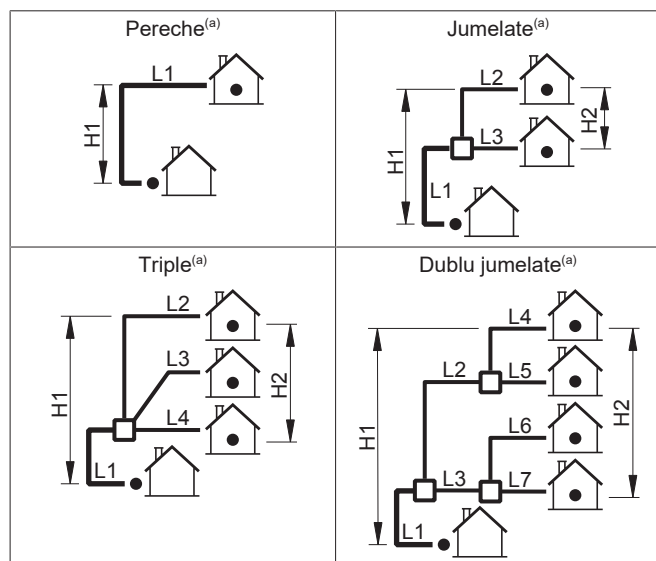 Pereche(a)
L1
H1
Jumelate(a)
L2
H2
L3
H1
L1
Triple(a)
L2
L3
H2
H1
L4
L1
Dublu jumelate(a)
L4
L2
L5
H1
H2
L6
L3
L7
L1